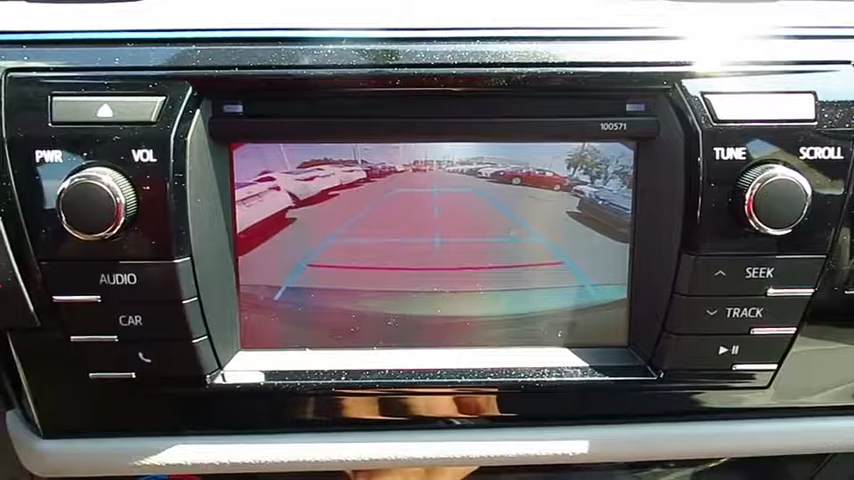 100571
PWR VOL
TUNE SCROLL
AUDIO
CAR
SEEK
TRACK